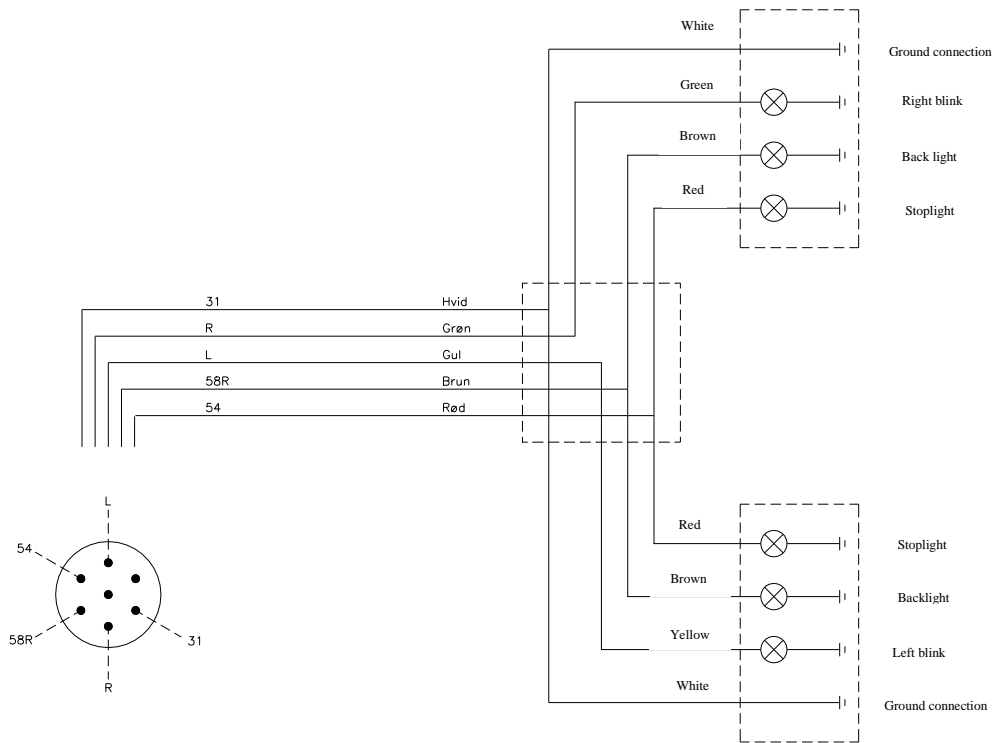 White
Ground connection
Green
Right blink
Brown
Back light
Red
Stoplight
31 Hvid
R Grøn
L Gul
58R Brun
54 Rød
L
54
58R
31
R
Red
Stoplight
Brown
Backlight
Yellow
Left blink
White
Ground connection